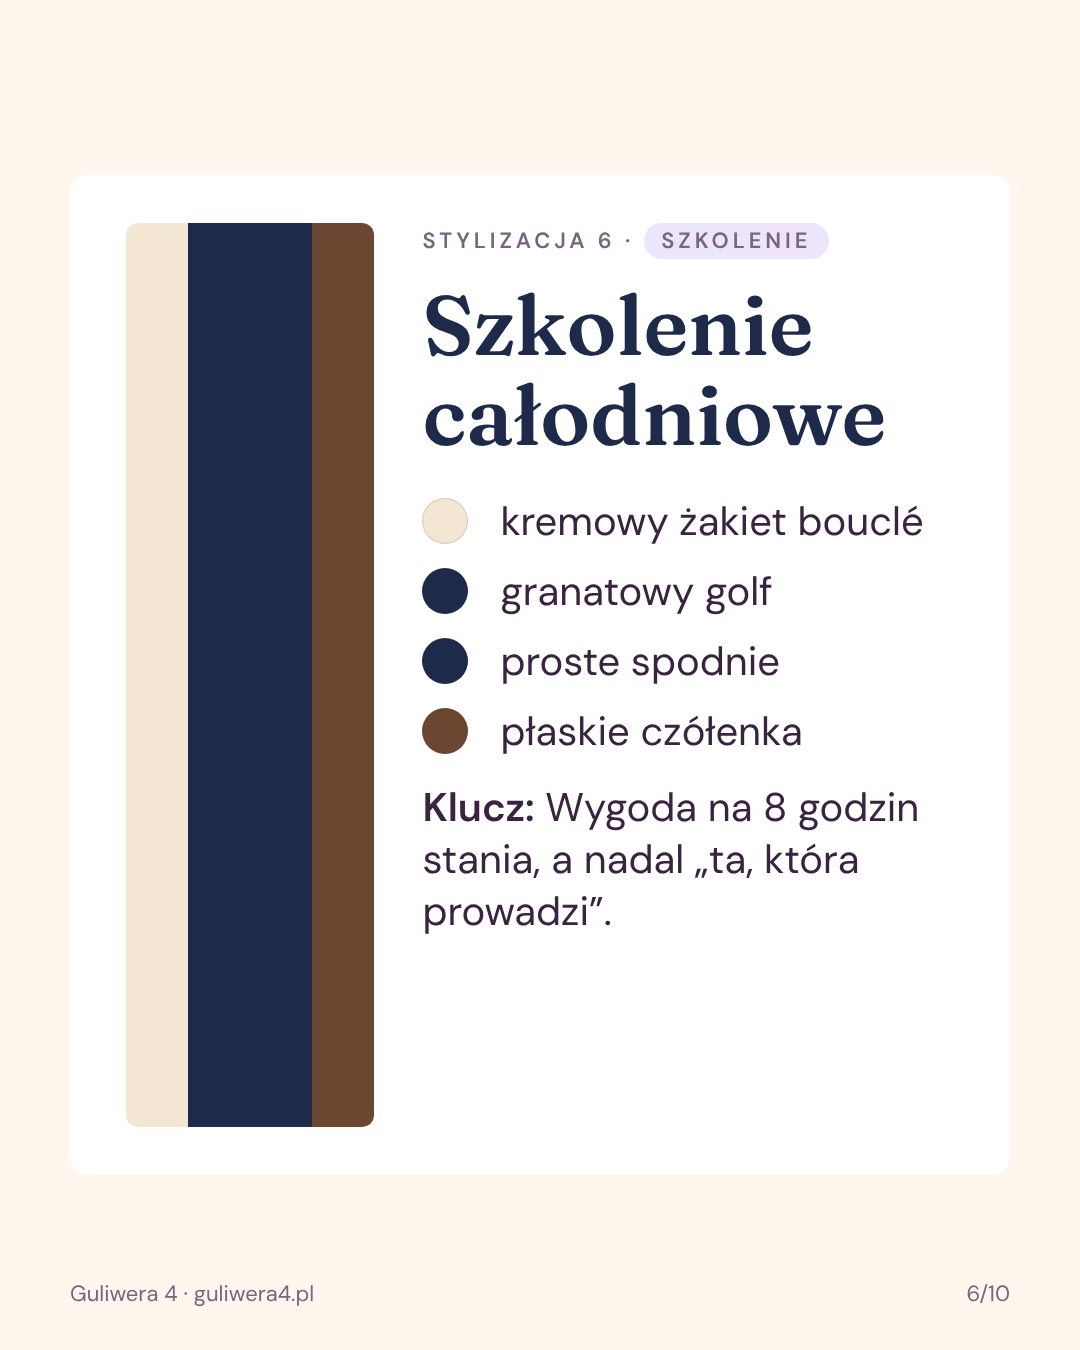 STYLIZACJA 6 · SZKOLENIE
Szkolenie
całodniowe
kremowy żakiet bouclé
granatowy golf
proste spodnie
płaskie czółenka
Klucz: Wygoda na 8 godzin
stania, a nadal „ta, która
prowadzi”.
Guliwera 4 · guliwera4.pl
6/10